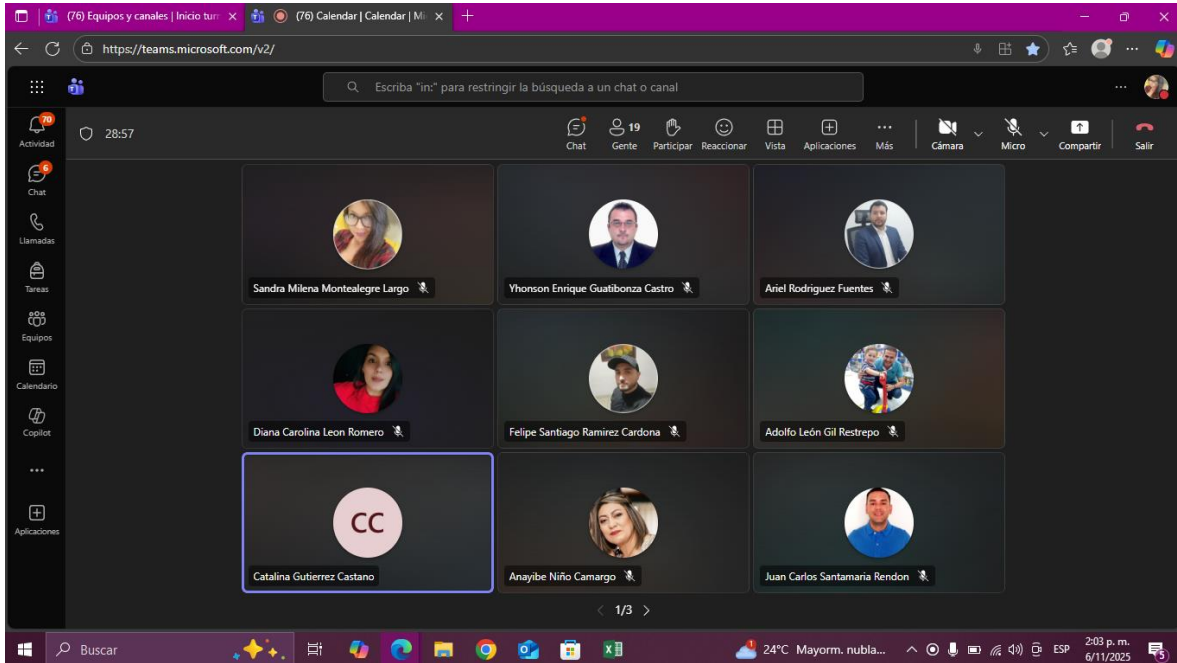 (76) Equipos y canales | Inicio turn
(76) Calendar | Calendar | Mi
https://teams.microsoft.com/v2/
Escriba "in:" para restringir la búsqueda a un chat o canal
70
Actividad
28:57
19
Chat Gente Participar Reaccionar Vista Aplicaciones Más Cámara Micro Compartir Salir
6
Chat
Llamadas
Tareas
Equipos
Calendario
Copilot
Aplicaciones
Sandra Milena Montealegre Largo
Yhonson Enrique Guatibonza Castro
Ariel Rodriguez Fuentes
Diana Carolina Leon Romero
Felipe Santiago Ramirez Cardona
Adolfo León Gil Restrepo
CC
Catalina Gutierrez Castano
Anayibe Niño Camargo
Juan Carlos Santamaria Rendon
1/3
Buscar
1
24°C Mayorm. nubla...
ESP
2:03 p. m.
6/11/2025
5